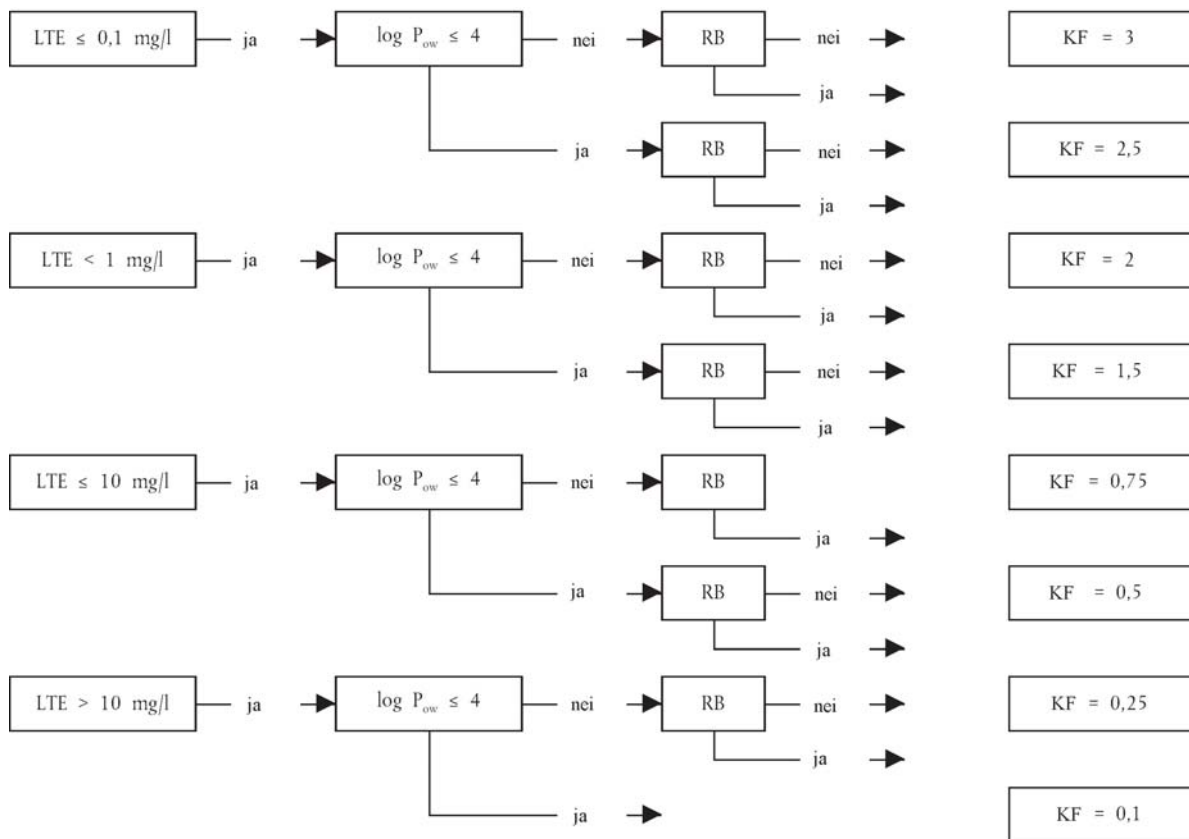 LTE ≤ 0,1 mg/l ja log Pow ≤ 4 nei RB nei KF = 3
ja
ja RB nei KF = 2,5
ja
LTE < 1 mg/l ja log Pow ≤ 4 nei RB nei KF = 2
ja
ja RB nei KF = 1,5
ja
LTE ≤ 10 mg/l ja log Pow ≤ 4 nei RB KF = 0,75
ja
ja RB nei KF = 0,5
ja
LTE > 10 mg/l ja log Pow ≤ 4 nei RB nei KF = 0,25
ja
ja KF = 0,1